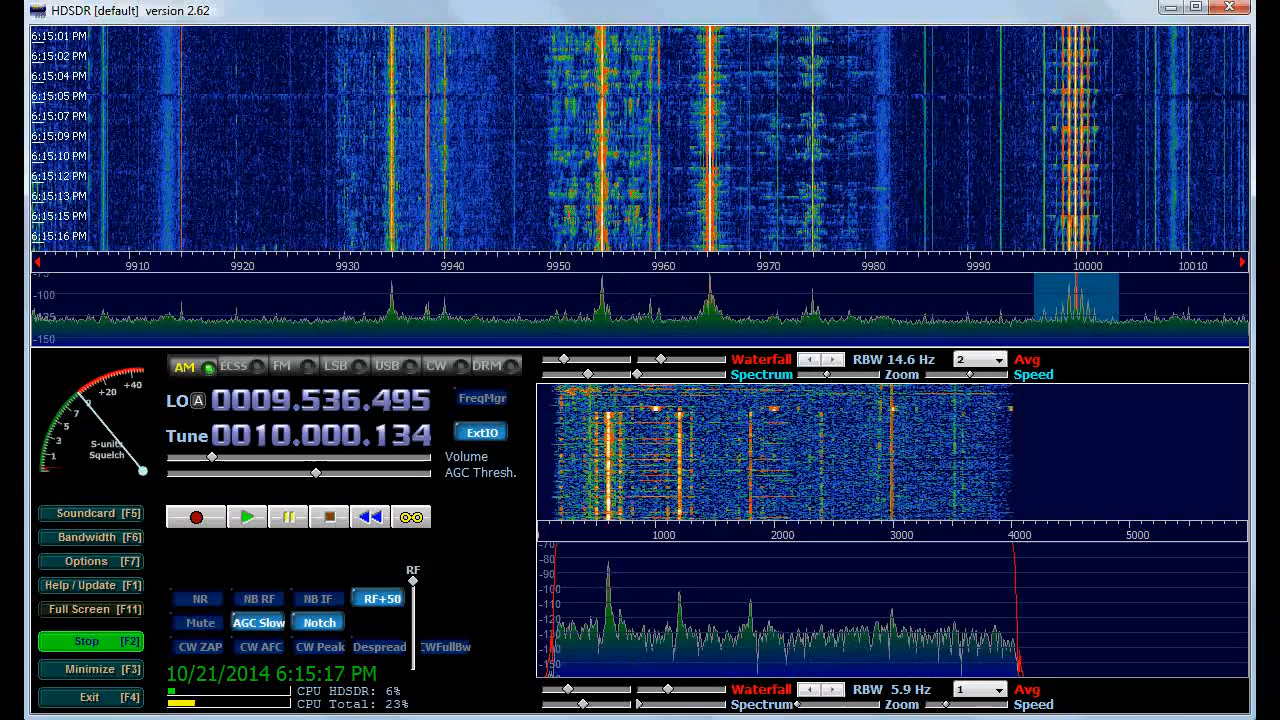 HDSDR [default] version 2.62
6:15:01 PM
6:15:02 PM
6:15:04 PM
6:15:05 PM
6:15:07 PM
6:15:09 PM
6:15:10 PM
6:15:12 PM
6:15:13 PM
6:15:15 PM
6:15:16 PM
9910 9920 9930 9940 9950 9960 9970 9980 9990 10000 10010
-75
-100
-125
-150
AM ECSS FM LSB USB CW DRM
Waterfall RBW 14.6 Hz 2 Avg
Spectrum Zoom Speed
+40
+20
9
7
5
3
1
S-units
Squelch
LO A 0009.536.495 FreqMgr
Tune 0010.000.134 ExtIO
Volume
AGC Thresh.
Soundcard [F5]
Bandwidth [F6]
Options [F7]
Help / Update [F1]
Full Screen [F11]
Stop [F2]
Minimize [F3]
Exit [F4]
RF
NR NB RF NB IF RF+50
Mute AGC Slow Notch
CW ZAP CW AFC CW Peak Despread CWFullBw
10/21/2014 6:15:17 PM
CPU HDSDR: 6%
CPU Total: 23%
1000 2000 3000 4000 5000
-70
-80
-90
-100
-110
-120
-130
-140
-150
Waterfall RBW 5.9 Hz 1 Avg
Spectrum Zoom Speed